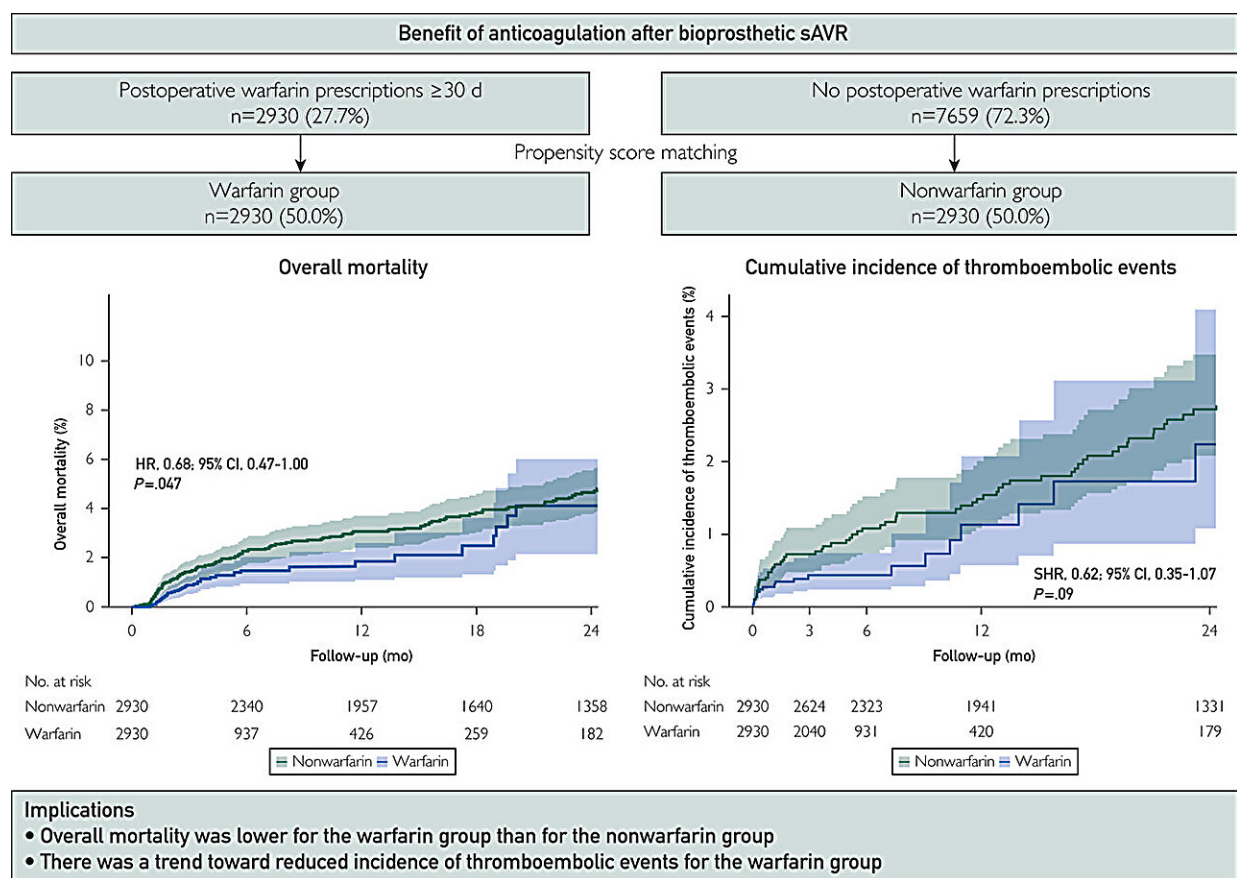 Benefit of anticoagulation after bioprosthetic sAVR
Postoperative warfarin prescriptions ≥30 d
n=2930 (27.7%)
No postoperative warfarin prescriptions
n=7659 (72.3%)
Propensity score matching
Warfarin group
n=2930 (50.0%)
Nonwarfarin group
n=2930 (50.0%)
Overall mortality
Overall mortality (%)
10
8
6
4
2
0
HR, 0.68; 95% CI, 0.47-1.00
P=.047
0 6 12 18 24
Follow-up (mo)
No. at risk
Nonwarfarin 2930 2340 1957 1640 1358
Warfarin 2930 937 426 259 182
Nonwarfarin Warfarin
Cumulative incidence of thromboembolic events
Cumulative incidence of thromboembolic events (%)
4
3
2
1
0
SHR, 0.62; 95% CI, 0.35-1.07
P=.09
0 3 6 12 24
Follow-up (mo)
No. at risk
Nonwarfarin 2930 2624 2323 1941 1331
Warfarin 2930 2040 931 420 179
Nonwarfarin Warfarin
Implications
• Overall mortality was lower for the warfarin group than for the nonwarfarin group
• There was a trend toward reduced incidence of thromboembolic events for the warfarin group